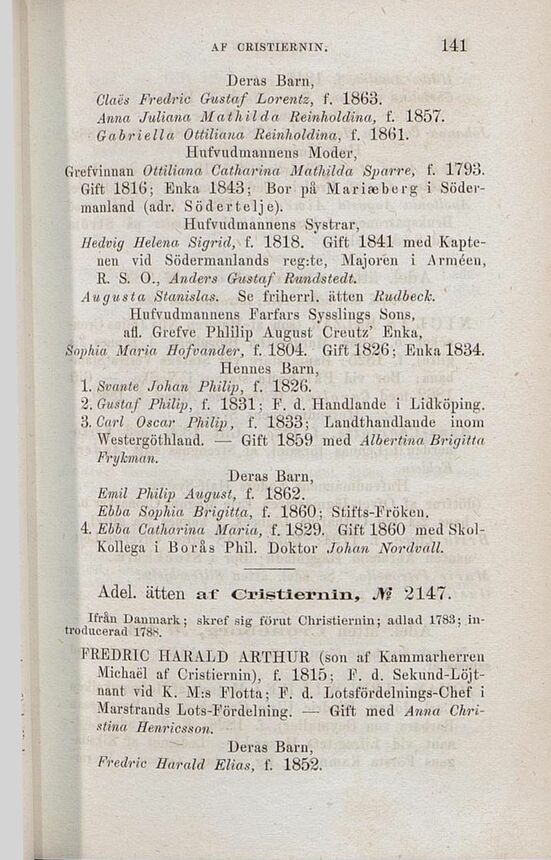 AF CRISTIERNIN. 141
Deras Barn,
Claës Fredric Gustaf Lorentz, f. 1863.
Anna Juliana Mathilda Reinholdina, f. 1857.
Gabriella Ottiliana Reinholdina, f. 1861.
Hufvudmannens Moder,
Grefvinnan Ottiliana Catharina Mathilda Sparre, f. 1793.
Gift 1816; Enka 1843; Bor på Mariæberg i Söder-
manland (adr. Södertelje).
Hufvudmannens Systrar,
Hedvig Helena Sigrid, f. 1818. Gift 1841 med Kapte-
nen vid Södermanlands reg:te, Majoren i Arméen,
R. S. O., Anders Gustaf Rundstedt.
Augusta Stanislas. Se friherrl. ätten Rudbeck.
Hufvudmannens Farfars Sysslings Sons,
afl. Grefve Philip August Creutz' Enka,
Sophia Maria Hofvander, f. 1804. Gift 1826; Enka 1834.
Hennes Barn,
1. Svante Johan Philip, f. 1826.
2. Gustaf Philip, f. 1831; F. d. Handlande i Lidköping.
3. Carl Oscar Philip, f. 1833; Landthandlande inom
Westergöthland. — Gift 1859 med Albertina Brigitta
Frykman.
Deras Barn,
Emil Philip August, f. 1862.
Ebba Sophia Brigitta, f. 1860; Stifts-Fröken.
4. Ebba Catharina Maria, f. 1829. Gift 1860 med Skol-
Kollega i Borås Phil. Doktor Johan Nordvall.
Adel. ätten af Cristiernin, № 2147.
Ifrån Danmark; skref sig förut Christiernin; adlad 1783; in-
troducerad 1788.
FREDRIC HARALD ARTHUR (son af Kammarherren
Michaël af Cristiernin), f. 1815; F. d. Sekund-Löjt-
nant vid K. M:s Flotta; F. d. Lotsfördelnings-Chef i
Marstrands Lots-Fördelning. — Gift med Anna Chri-
stina Henricsson.
Deras Barn,
Fredric Harald Elias, f. 1852.